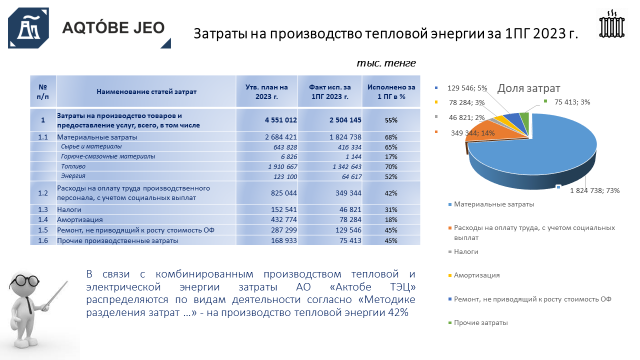 AQTÓBE JEO
Затраты на производство тепловой энергии за 1ПГ 2023 г.
тыс. тенге
№ п/п Наименование статей затрат Утв. план на 2023 г. Факт исп. за 1ПГ 2023 г. Исполнено за 1 ПГ в %
1 Затраты на производство товаров и предоставление услуг, всего, в том числе 4 551 012 2 504 145 55%
1.1 Материальные затраты 2 684 421 1 824 738 68%
Сырье и материалы 643 828 416 334 65%
Горюче-смазочные материалы 6 826 1 144 17%
Топливо 1 910 667 1 342 643 70%
Энергия 123 100 64 617 52%
1.2 Расходы на оплату труда производственного персонала, с учетом социальных выплат 825 044 349 344 42%
1.3 Налоги 152 541 46 821 31%
1.4 Амортизация 432 774 78 284 18%
1.5 Ремонт, не приводящий к росту стоимости ОФ 287 299 129 546 45%
1.6 Прочие производственные затраты 168 933 75 413 45%
Доля затрат
129 546; 5%
78 284; 3%
46 821; 2%
349 344; 14%
75 413; 3%
1 824 738; 73%
Материальные затраты
Расходы на оплату труда, с учетом социальных
выплат
Налоги
Амортизация
Ремонт, не приводящий к росту стоимости ОФ
Прочие затраты
В связи с комбинированным производством тепловой и
электрической энергии затраты АО «Актобе ТЭЦ»
распределяются по видам деятельности согласно «Методике
разделения затрат ...» - на производство тепловой энергии 42%